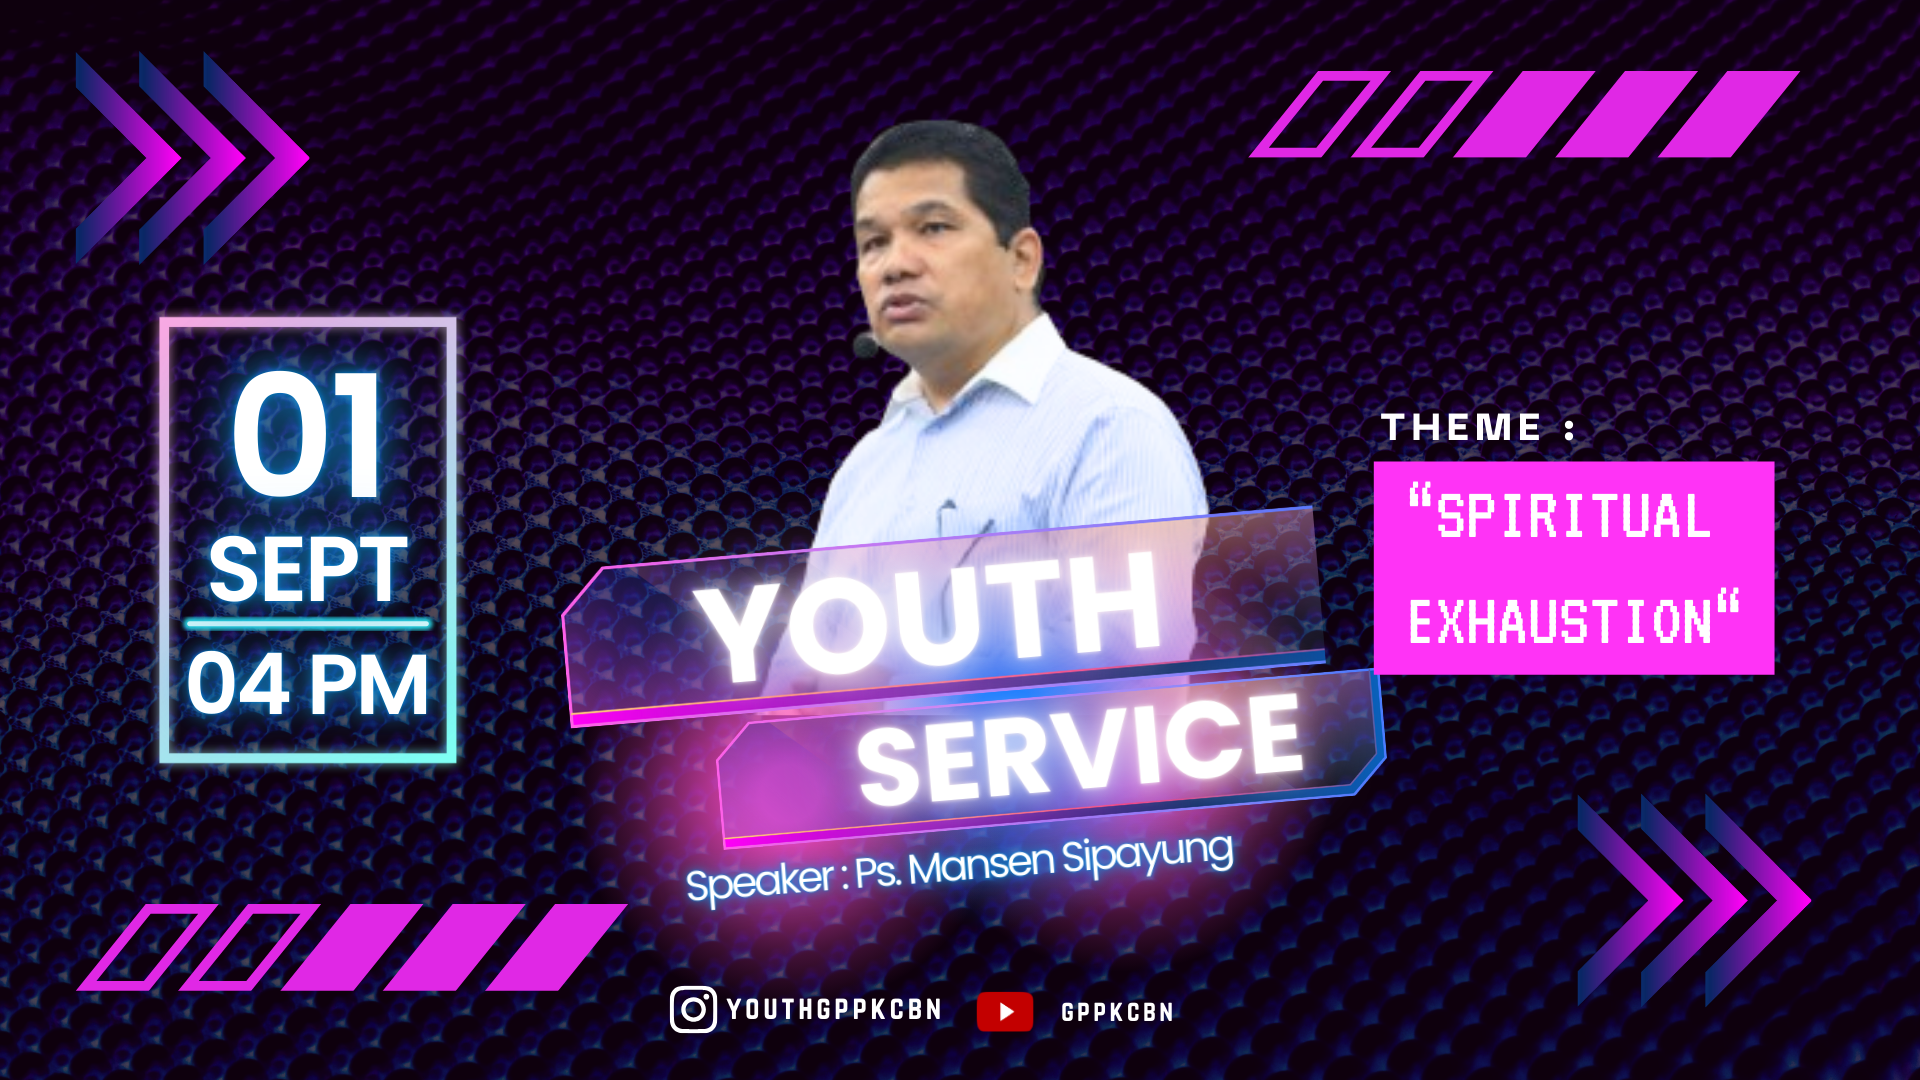 01
SEPT
04 PM
YOUTH
SERVICE
Speaker : Ps. Mansen Sipayung
THEME :
“SPIRITUAL
EXHAUSTION“
YOUTHGPPKCBN
GPPKCBN